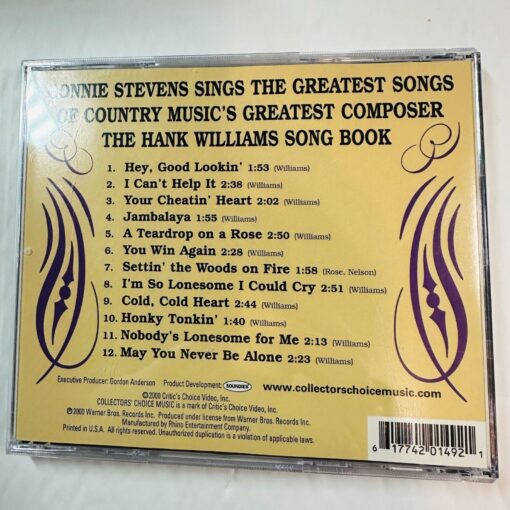 ONNIE STEVENS SINGS THE GREATEST SONGS
OF COUNTRY MUSIC'S GREATEST COMPOSER
THE HANK WILLIAMS SONG BOOK
1. Hey, Good Lookin' 1:53 (Williams)
2. I Can't Help It 2:38 (Williams)
3. Your Cheatin' Heart 2:02 (Williams)
4. Jambalaya 1:55 (Williams)
5. A Teardrop on a Rose 2:50 (Williams)
6. You Win Again 2:28 (Williams)
7. Settin' the Woods on Fire 1:58 (Rose, Nelson)
8. I'm So Lonesome I Could Cry 2:51 (Williams)
9. Cold, Cold Heart 2:44 (Williams)
10. Honky Tonkin' 1:40 (Williams)
11. Nobody's Lonesome for Me 2:13 (Williams)
12. May You Never Be Alone 2:23 (Williams)
Executive Producer: Gordon Anderson Product Development: SOUNDIES www.collectorschoicemusic.com
©2000 Critic's Choice Video, Inc.
COLLECTORS' CHOICE MUSIC is a mark of Critic's Choice Video, Inc.
℗2000 Warner Bros. Records Inc. Produced under license from Warner Bros. Records Inc.
Manufactured by Rhino Entertainment Company.
Printed in U.S.A. All rights reserved. Unauthorized duplication is a violation of applicable laws.
6 17742 01492 1